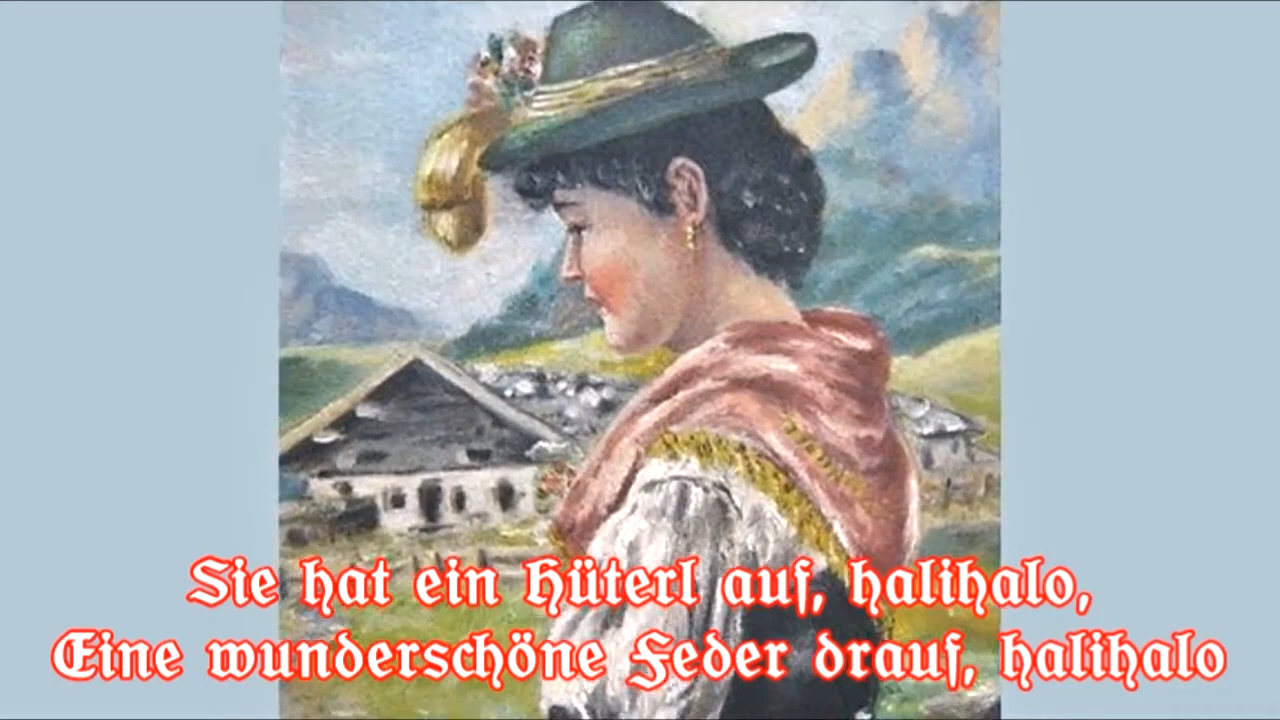 Sie hat ein Hüterl auf, halihalo,
Eine wunderschöne Feder drauf, halihalo